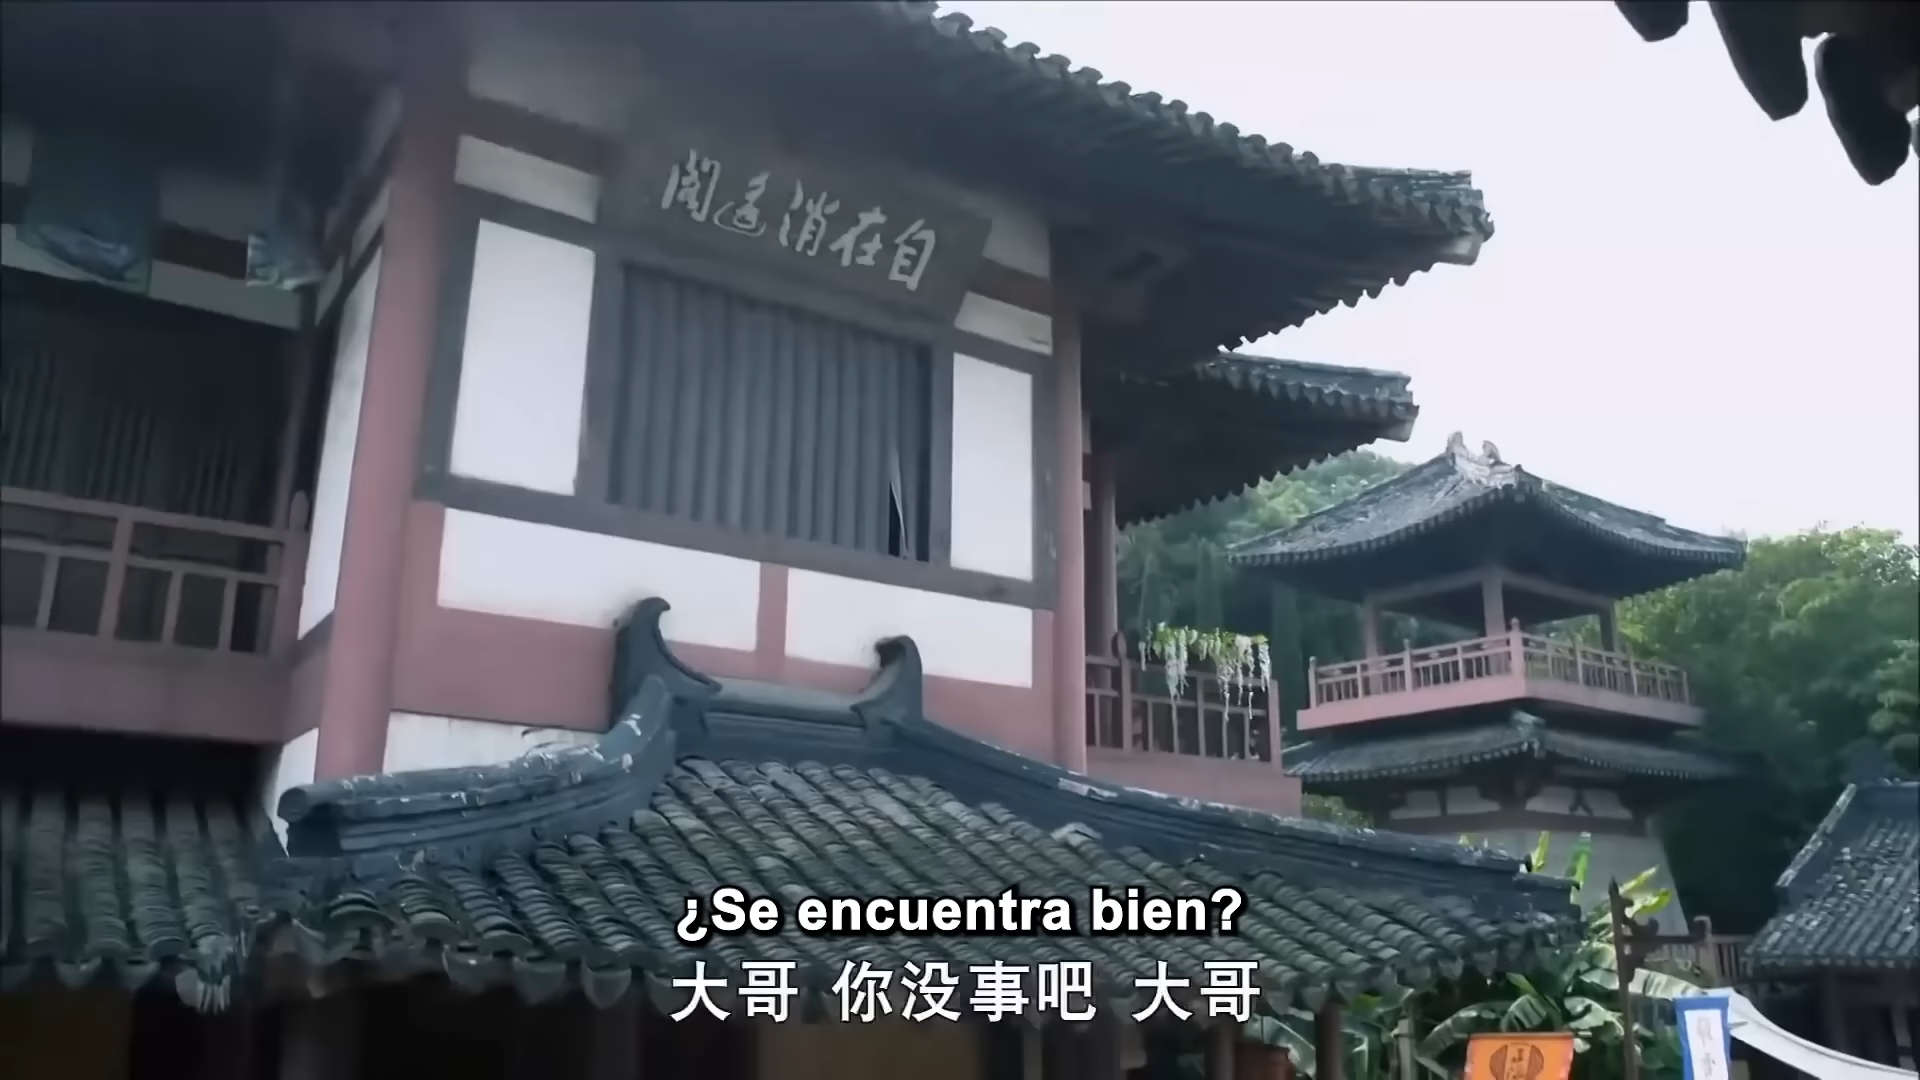 自在消遥阁
¿Se encuentra bien?
大哥 你没事吧 大哥